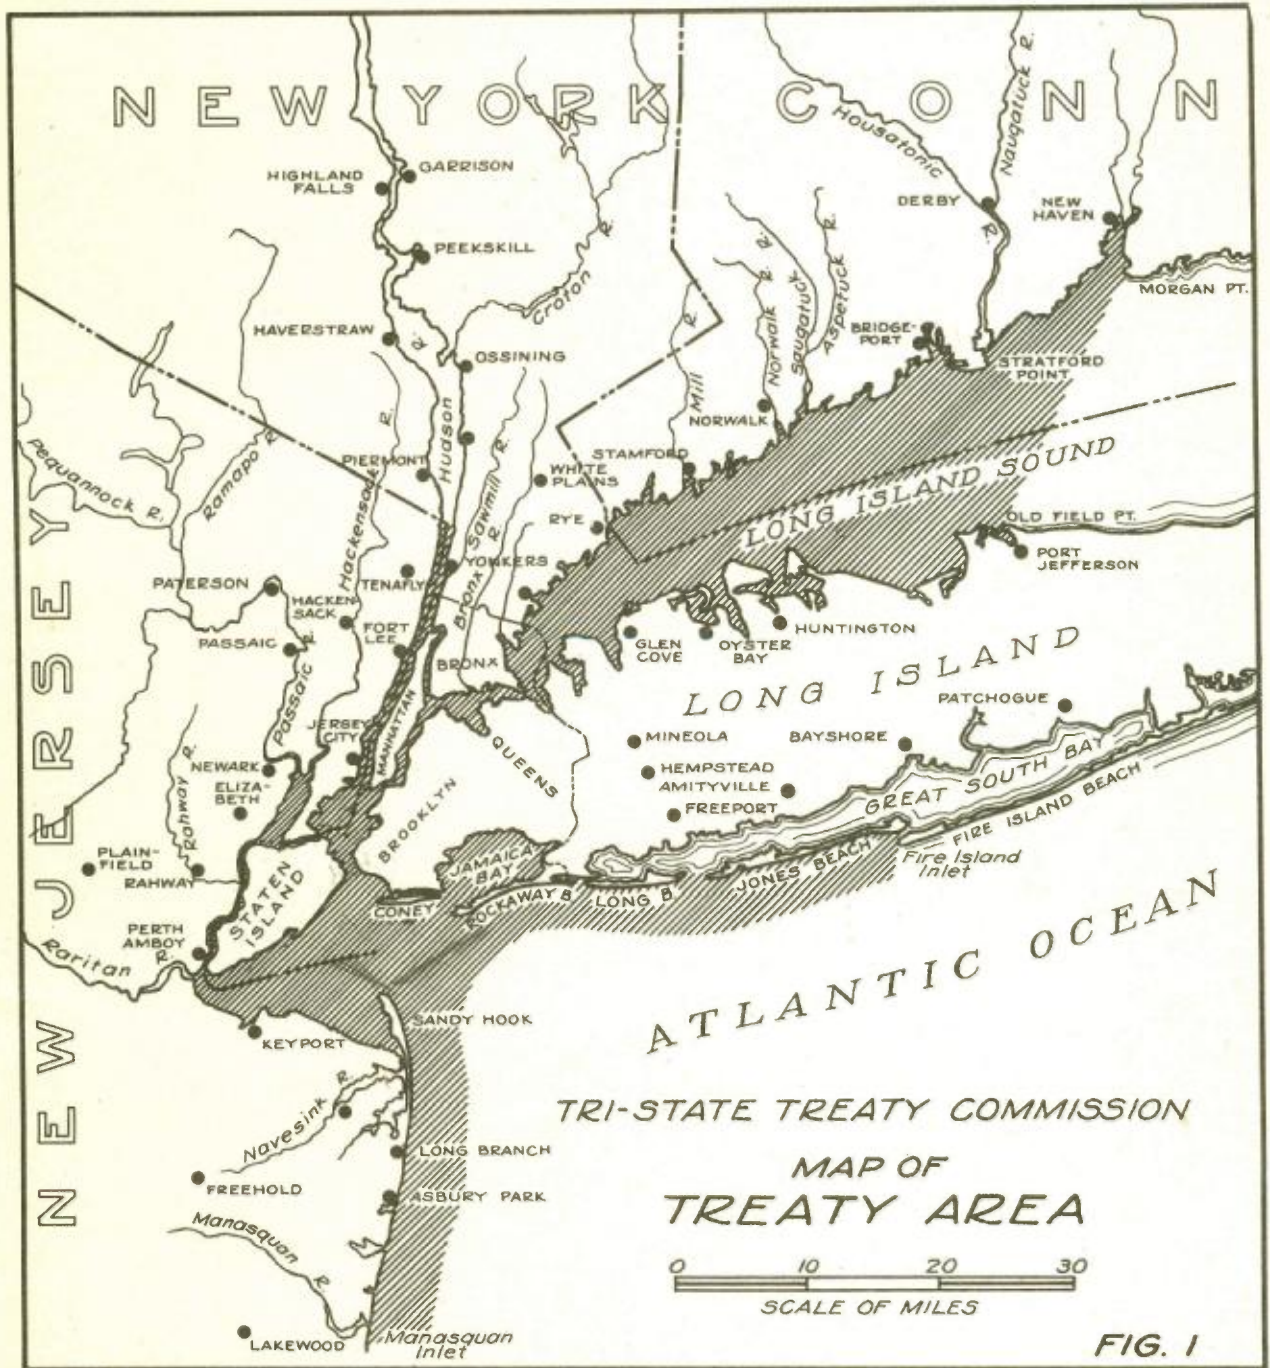 NEW YORK
CONN
NEW JERSEY
Housatonic
R.
Naugatuck R.
GARRISON
HIGHLAND
FALLS
DERBY
NEW
HAVEN
PEEKSKILL
Croton
R.
MORGAN PT.
HAVERSTRAW
R.
Hudson
OSSINING
Mill
R.
Norwalk R.
Saugatuck
R.
Aspetuck R.
BRIDGE-
PORT
STRATFORD
POINT
NORWALK
STAMFORD
LONG ISLAND SOUND
Pequannock R.
Ramapo R.
PIERMONT
Hackensack
R.
Sawmill R.
Bronx R.
WHITE
PLAINS
RYE
OLD FIELD PT.
PORT
JEFFERSON
PATERSON
TENAFLY
YONKERS
HACKEN-
SACK
FORT
LEE
PASSAIC
Passaic R.
BRONX
GLEN
COVE
OYSTER
BAY
HUNTINGTON
LONG ISLAND
JERSEY
CITY
MANHATTAN
QUEENS
PATCHOGUE
MINEOLA
BAYSHORE
NEWARK
ELIZA-
BETH
Rahway R.
HEMPSTEAD
AMITYVILLE
FREEPORT
GREAT SOUTH BAY
BROOKLYN
FIRE ISLAND BEACH
PLAIN-
FIELD
RAHWAY
STATEN
ISLAND
JAMAICA
BAY
JONES BEACH
Fire Island
Inlet
CONEY
ROCKAWAY B.
LONG B.
PERTH
AMBOY
Raritan
R.
ATLANTIC OCEAN
SANDY HOOK
KEYPORT
Navesink R.
TRI-STATE TREATY COMMISSION
MAP OF
TREATY AREA
LONG BRANCH
FREEHOLD
ASBURY PARK
Manasquan R.
0 10 20 30
SCALE OF MILES
Manasquan
Inlet
LAKEWOOD
FIG. 1